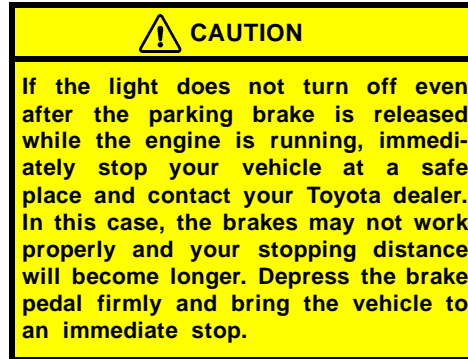 CAUTION
If the light does not turn off even
after the parking brake is released
while the engine is running, immedi-
ately stop your vehicle at a safe
place and contact your Toyota dealer.
In this case, the brakes may not work
properly and your stopping distance
will become longer. Depress the brake
pedal firmly and bring the vehicle to
an immediate stop.